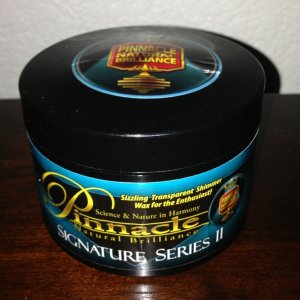 PINNACLE
NATURAL
BRILLIANCE
Sizzling Transparent Shimmer
Wax for the Enthusiast!
Science & Nature in Harmony
Pinnacle
Natural Brilliance
SIGNATURE SERIES II